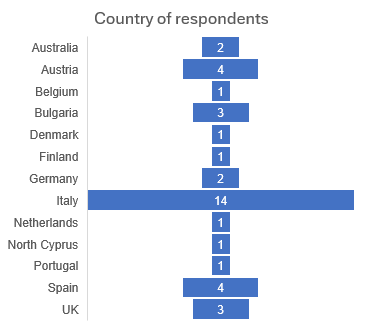 Country of respondents
Australia 2
Austria 4
Belgium 1
Bulgaria 3
Denmark 1
Finland 1
Germany 2
Italy 14
Netherlands 1
North Cyprus 1
Portugal 1
Spain 4
UK 3